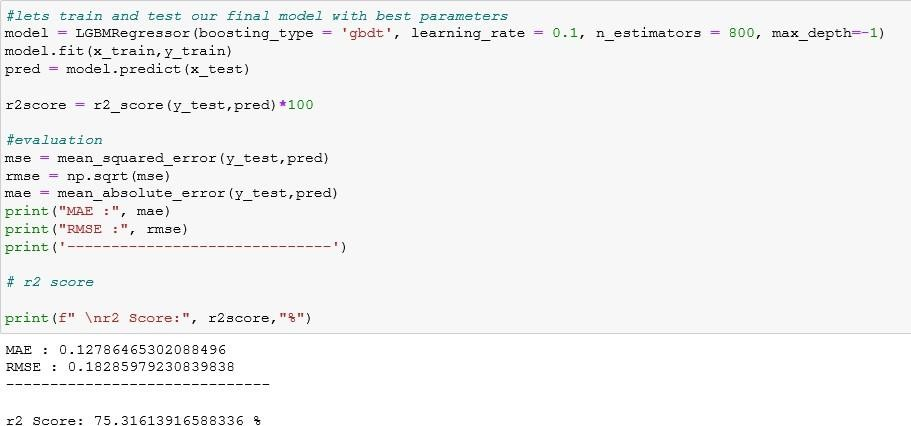 #lets train and test our final model with best parameters
model = LGBMRegressor(boosting_type = 'gbdt', learning_rate = 0.1, n_estimators = 800, max_depth=-1)
model.fit(x_train,y_train)
pred = model.predict(x_test)
r2score = r2_score(y_test,pred)*100
#evaluation
mse = mean_squared_error(y_test,pred)
rmse = np.sqrt(mse)
mae = mean_absolute_error(y_test,pred)
print("MAE :", mae)
print("RMSE :", rmse)
print('------------------------------')
# r2 score
print(f" \nr2 Score:", r2score,"%")
MAE : 0.12786465302088496
RMSE : 0.18285979230839838
------------------------------
r2 Score: 75.31613916588336 %